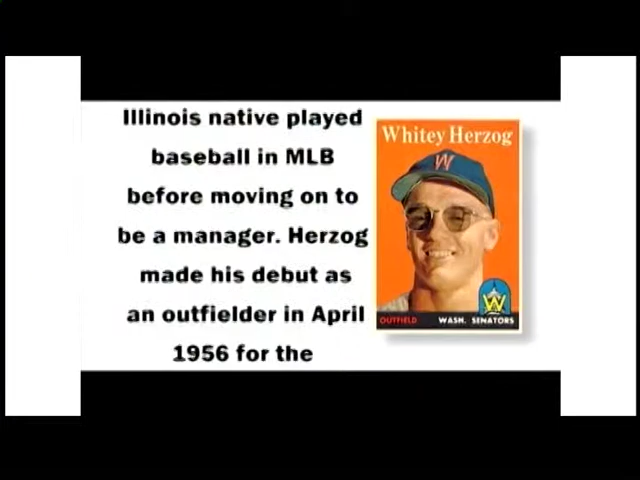 Illinois native played
baseball in MLB
before moving on to
be a manager. Herzog
made his debut as
an outfielder in April
1956 for the
Whitey Herzog
W
W
OUTFIELD WASH. SENATORS